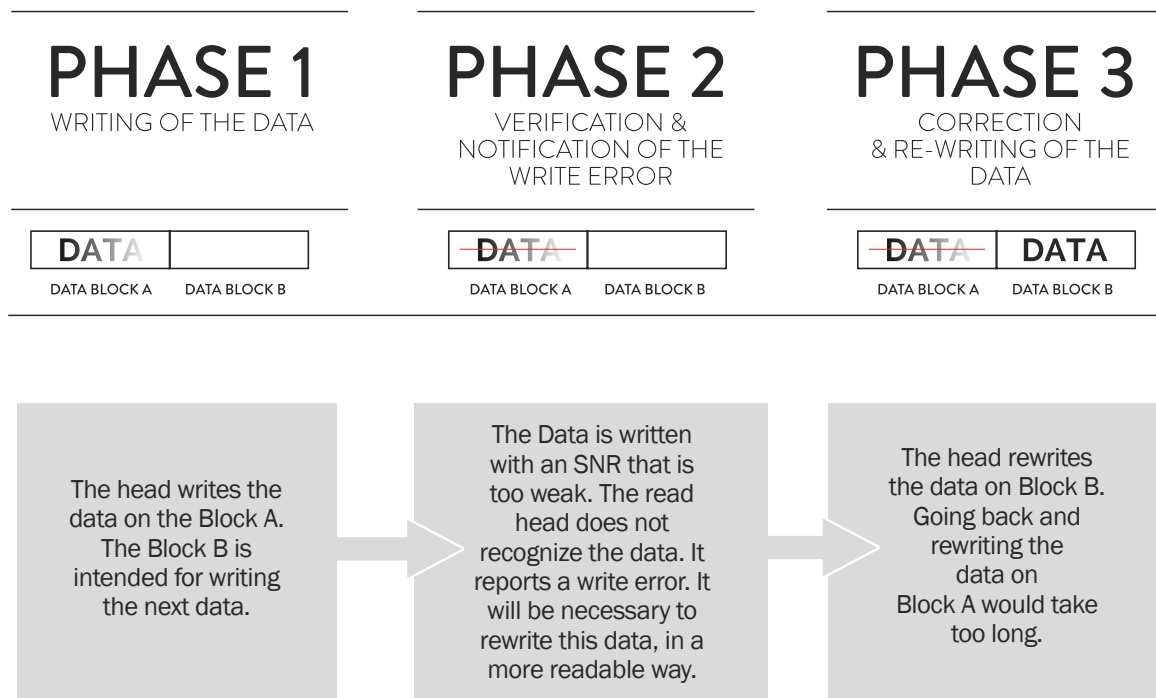 PHASE 1
WRITING OF THE DATA
DATA
DATA BLOCK A DATA BLOCK B
PHASE 2
VERIFICATION &
NOTIFICATION OF THE
WRITE ERROR
DATA
DATA BLOCK A DATA BLOCK B
PHASE 3
CORRECTION
& RE-WRITING OF THE
DATA
DATA DATA
DATA BLOCK A DATA BLOCK B
The head writes the
data on the Block A.
The Block B is
intended for writing
the next data.
The Data is written
with an SNR that is
too weak. The read
head does not
recognize the data. It
reports a write error. It
will be necessary to
rewrite this data, in a
more readable way.
The head rewrites
the data on Block B.
Going back and
rewriting the
data on
Block A would take
too long.